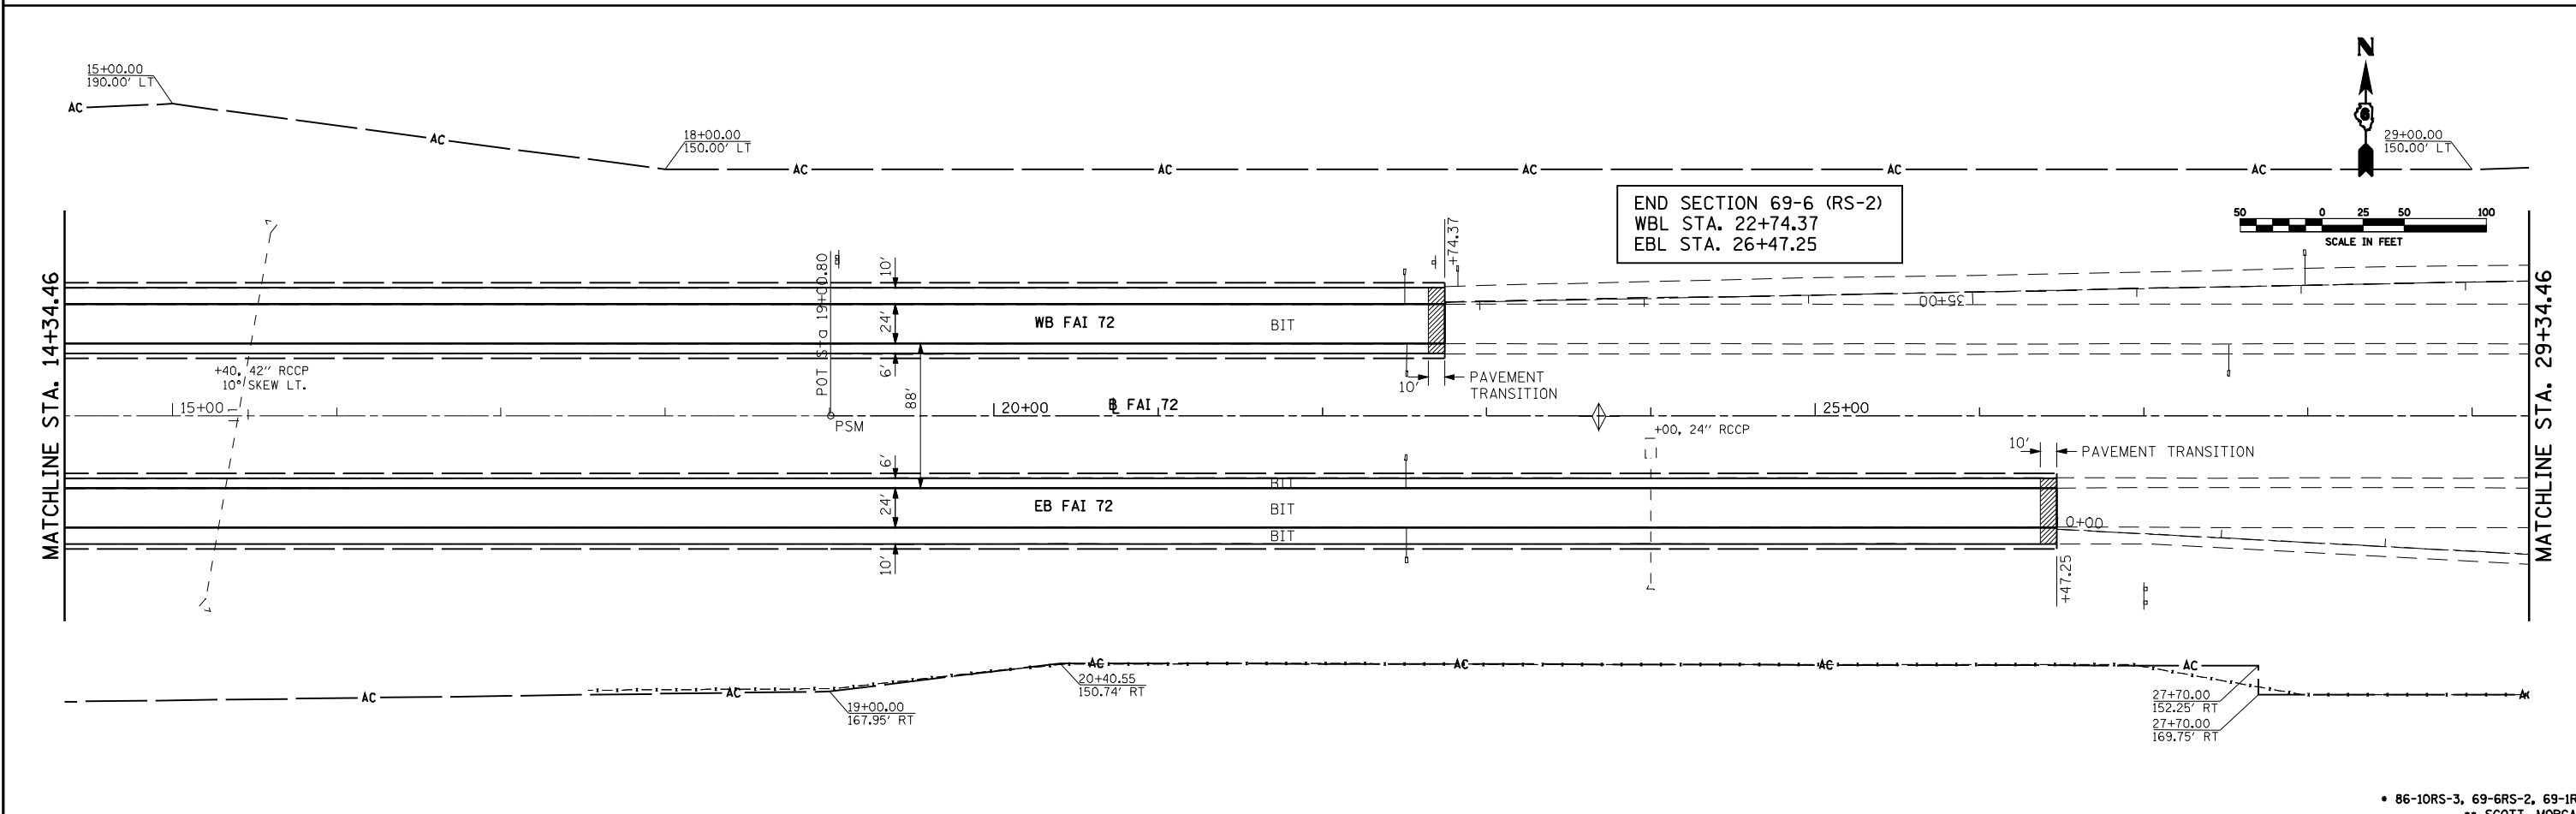 15+00.00
190.00' LT
AC
AC
18+00.00
150.00' LT
AC
AC
AC
AC
AC
N
6
29+00.00
150.00' LT
END SECTION 69-6 (RS-2)
WBL STA. 22+74.37
EBL STA. 26+47.25
50 0 25 50 100
SCALE IN FEET
MATCHLINE STA. 14+34.46
MATCHLINE STA. 29+34.46
POT Sta 19+00.80
+74.37
10'
24'
6'
88'
WB FAI 72
BIT
35+00
10'
PAVEMENT
TRANSITION
+40, 42" RCCP
10° SKEW LT.
15+00
PSM
20+00
B FAI 72
25+00
+00, 24" RCCP
10'
PAVEMENT TRANSITION
6'
24'
10'
BIT
EB FAI 72
BIT
BIT
0+00
+47.25
AC
AC
AC
AC
AC
AC
20+40.55
150.74' RT
19+00.00
167.95' RT
27+70.00
152.25' RT
27+70.00
169.75' RT
* 86-10RS-3, 69-6RS-2, 69-1R